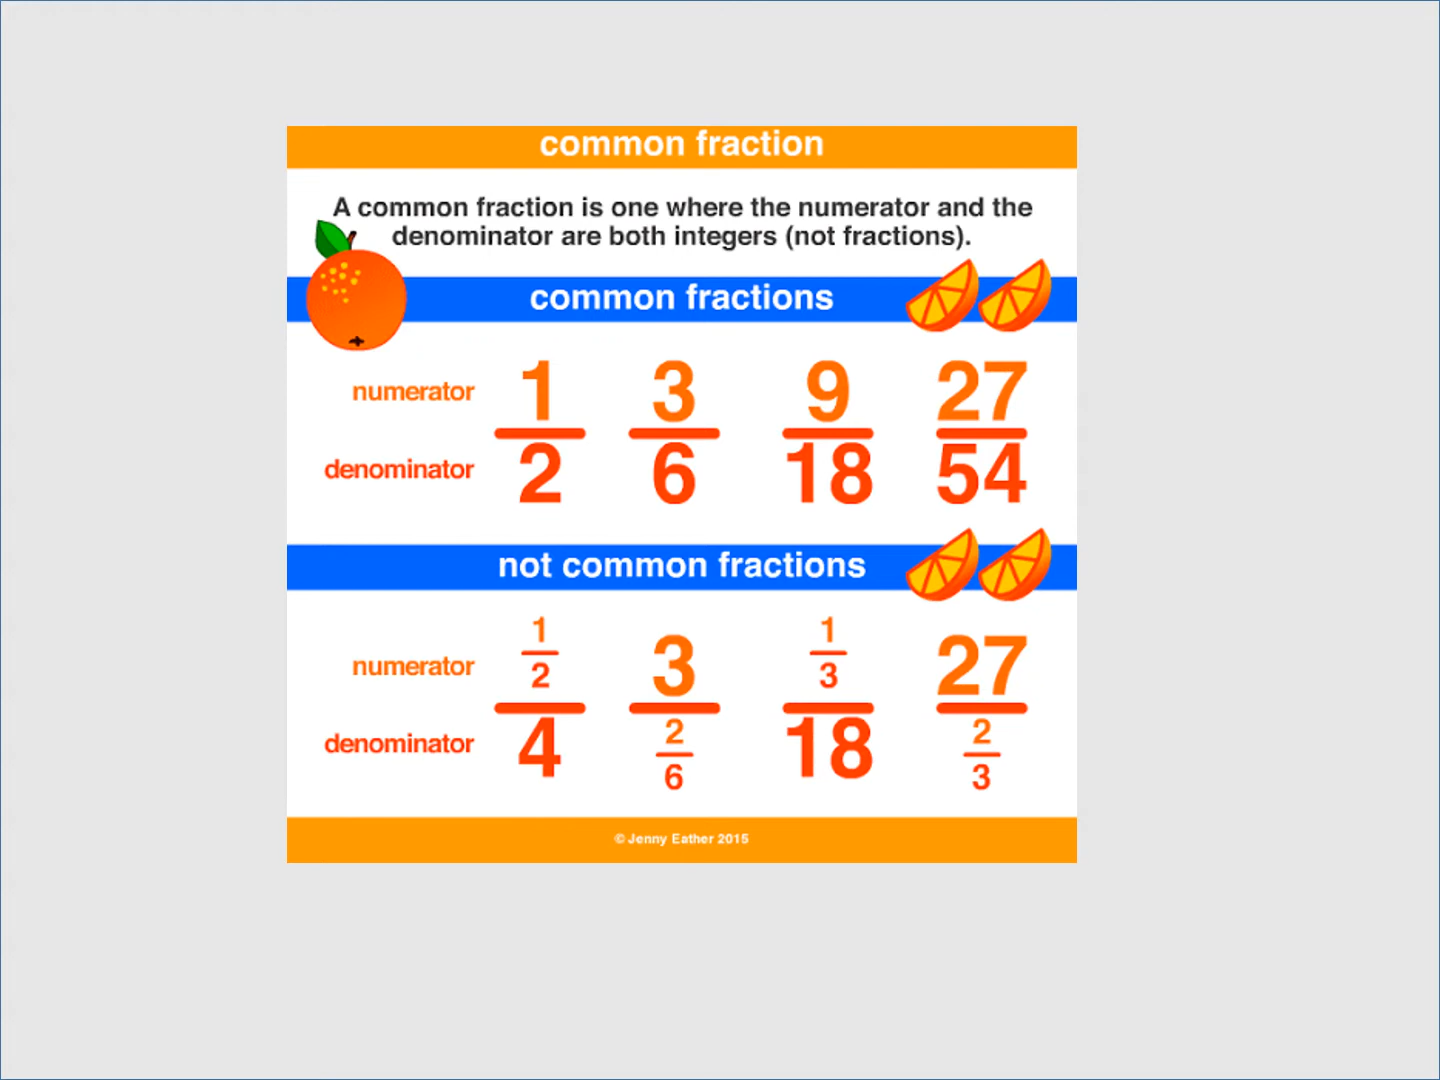 common fraction
A common fraction is one where the numerator and the
denominator are both integers (not fractions).
common fractions
numerator 1 3 9 27
denominator 2 6 18 54
not common fractions
numerator 1/2 3 1/3 27
denominator 4 2/6 18 2/3
© Jenny Eather 2015